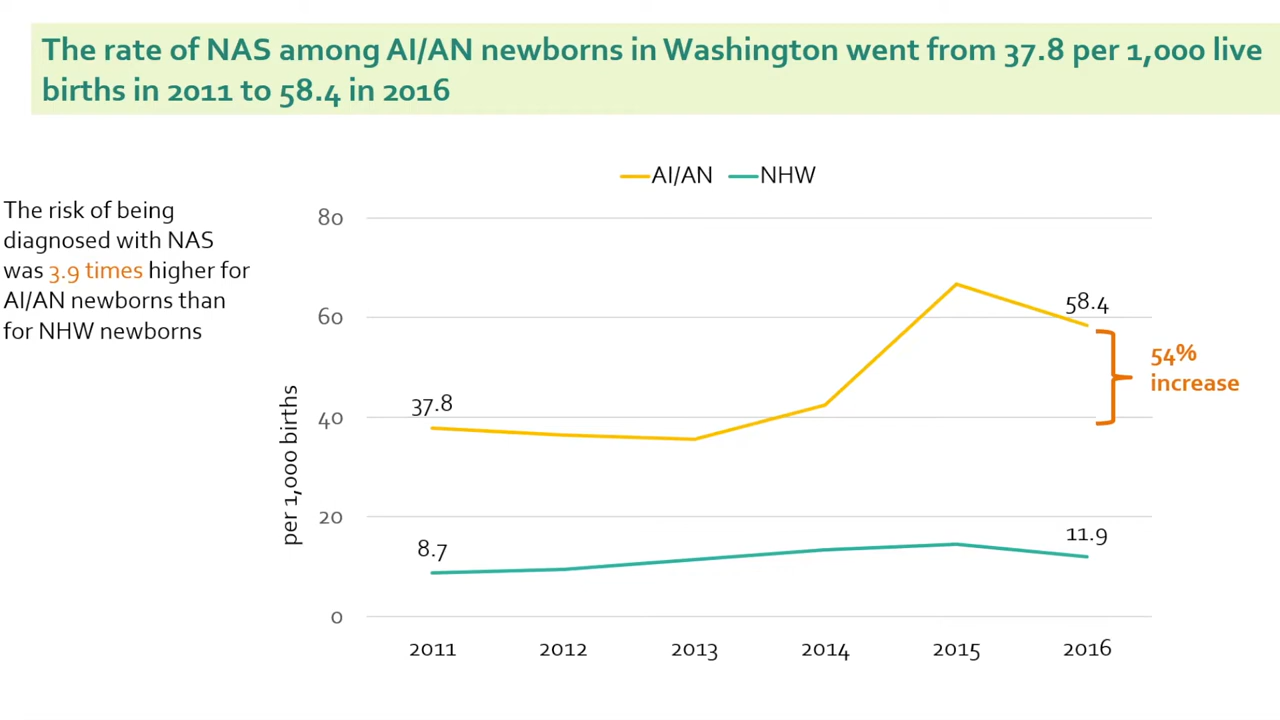 The rate of NAS among AI/AN newborns in Washington went from 37.8 per 1,000 live
births in 2011 to 58.4 in 2016
The risk of being
diagnosed with NAS
was 3.9 times higher for
AI/AN newborns than
for NHW newborns
AI/AN NHW
per 1,000 births
80
60
40
20
0
37.8
58.4
8.7
11.9
54%
increase
2011 2012 2013 2014 2015 2016